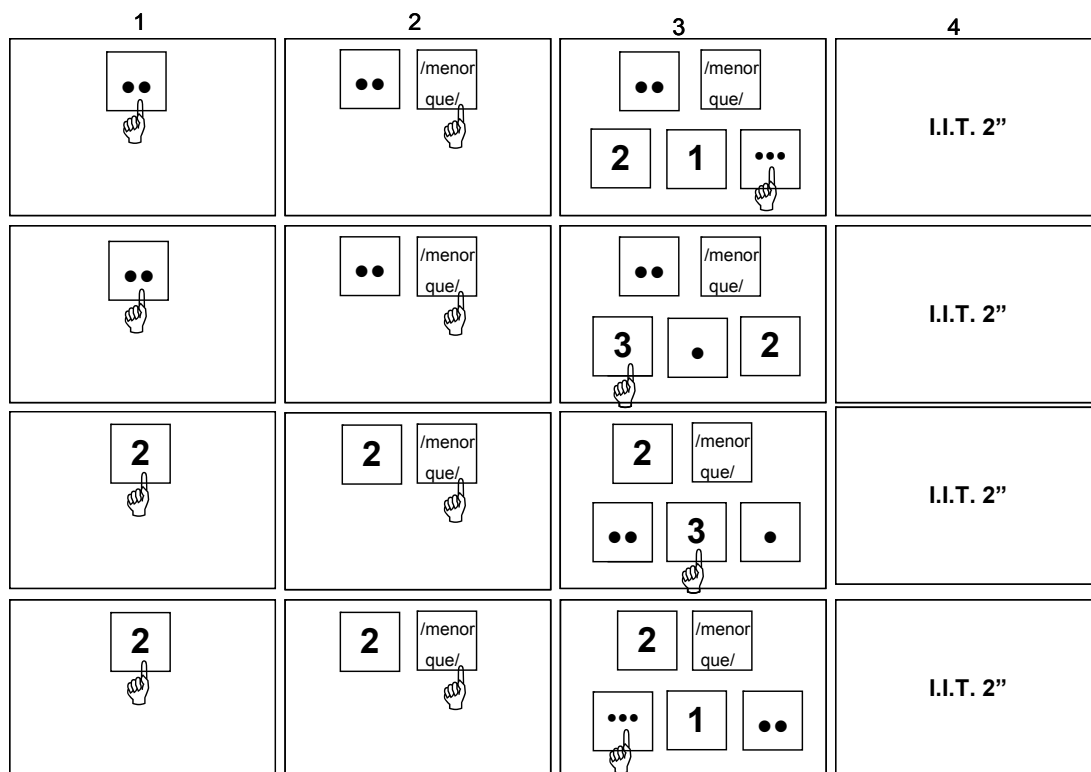 1 2 3 4
•• •• /menor que/ •• /menor que/ I.I.T. 2”
2 1 •••
•• •• /menor que/ •• /menor que/ I.I.T. 2”
3 • 2
2 2 /menor que/ 2 /menor que/ I.I.T. 2”
•• 3 •
2 2 /menor que/ 2 /menor que/ I.I.T. 2”
••• 1 ••